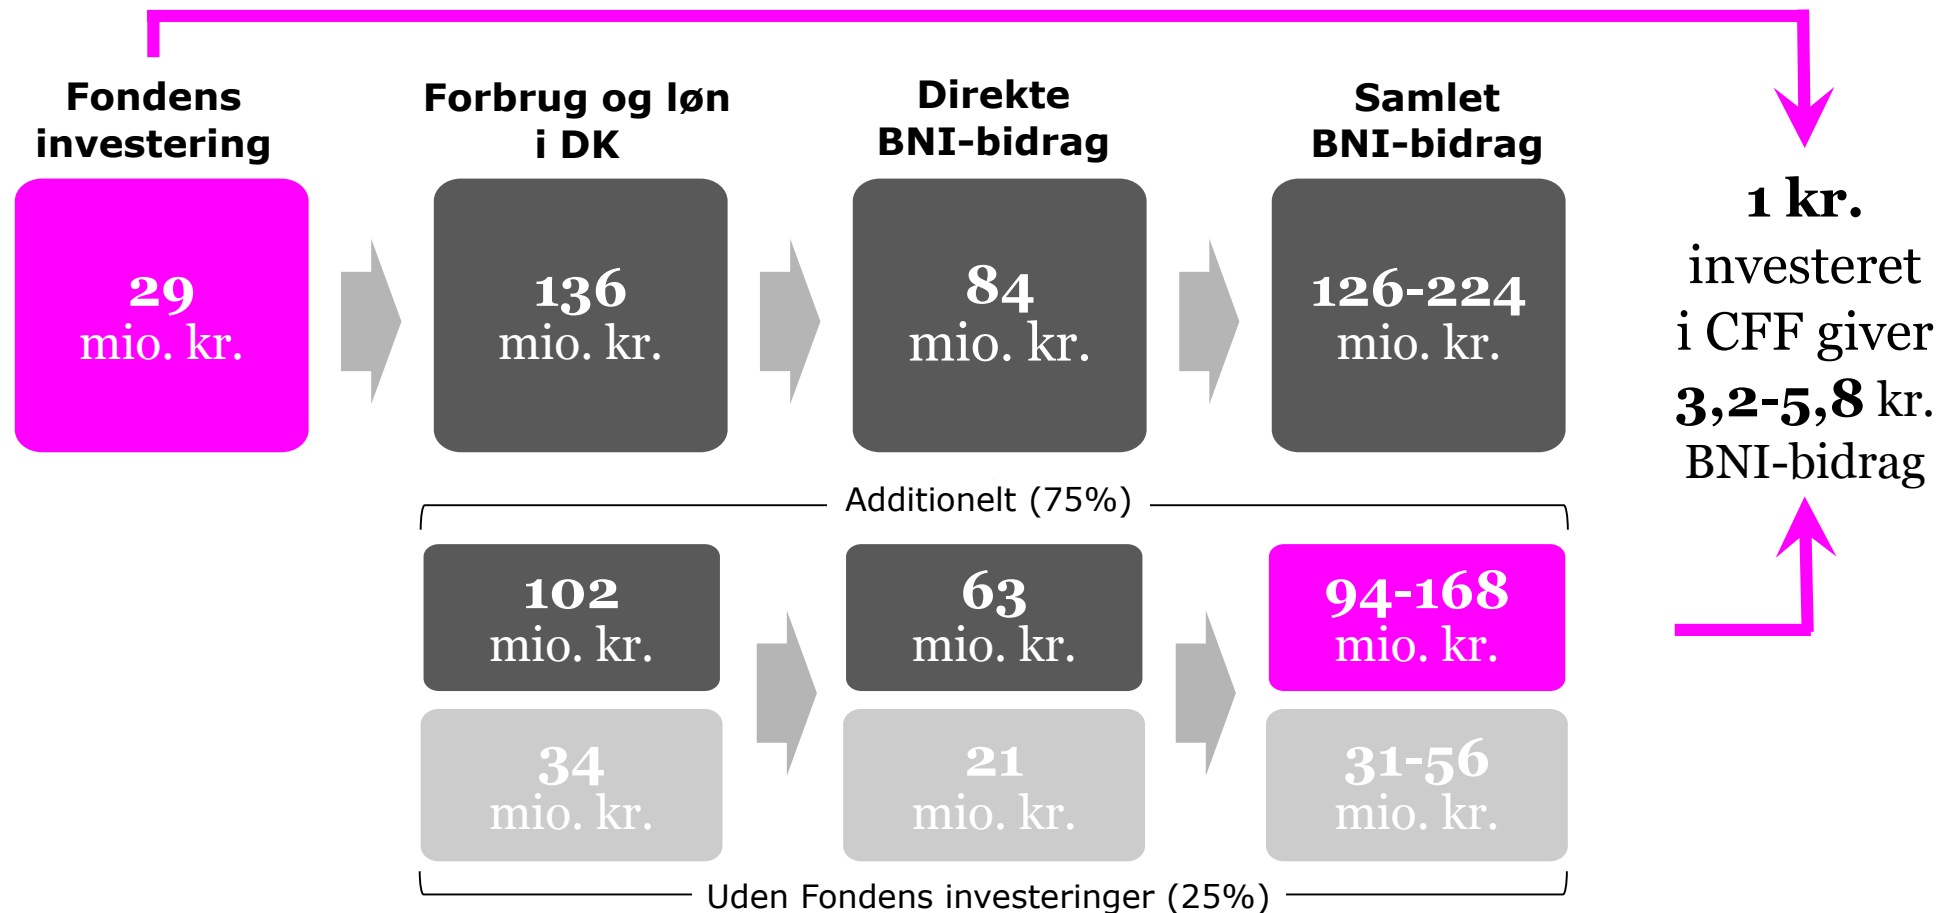 Fondens
investering
Forbrug og løn
i DK
Direkte
BNI-bidrag
Samlet
BNI-bidrag
29
mio. kr.
136
mio. kr.
84
mio. kr.
126-224
mio. kr.
1 kr.
investeret
i CFF giver
3,2-5,8 kr.
BNI-bidrag
Additionelt (75%)
102
mio. kr.
63
mio. kr.
94-168
mio. kr.
34
mio. kr.
21
mio. kr.
31-56
mio. kr.
Uden Fondens investeringer (25%)